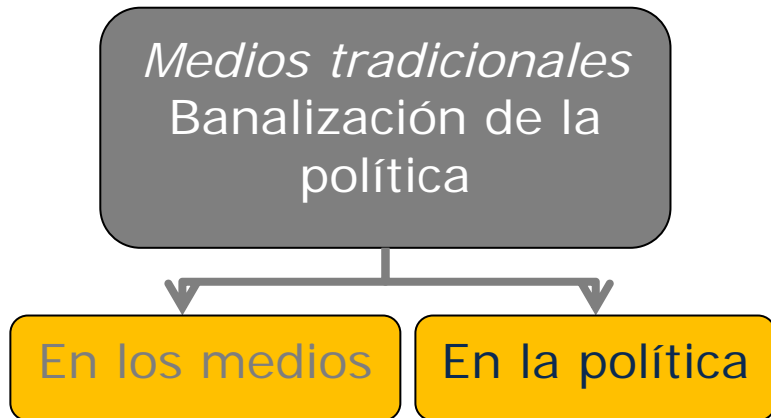 Medios tradicionales
Banalización de la
política
En los medios
En la política